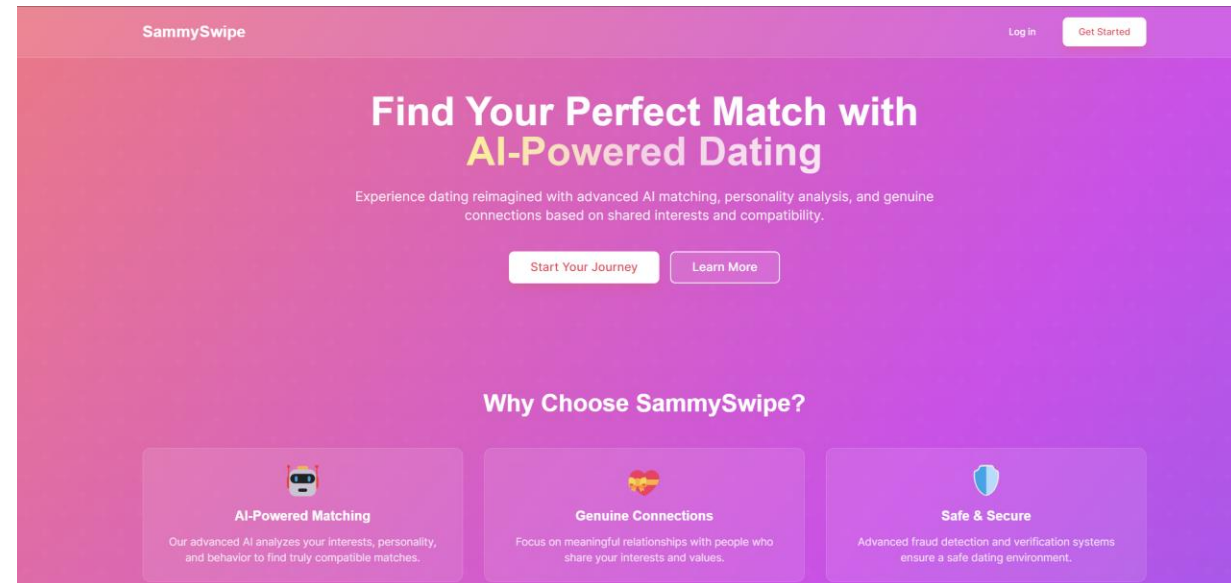 SammySwipe
Log in
Get Started
Find Your Perfect Match with
AI-Powered Dating
Experience dating reimagined with advanced AI matching, personality analysis, and genuine
connections based on shared interests and compatibility.
Start Your Journey
Learn More
Why Choose SammySwipe?
AI-Powered Matching
Our advanced AI analyzes your interests, personality,
and behavior to find truly compatible matches.
Genuine Connections
Focus on meaningful relationships with people who
share your interests and values.
Safe & Secure
Advanced fraud detection and verification systems
ensure a safe dating environment.